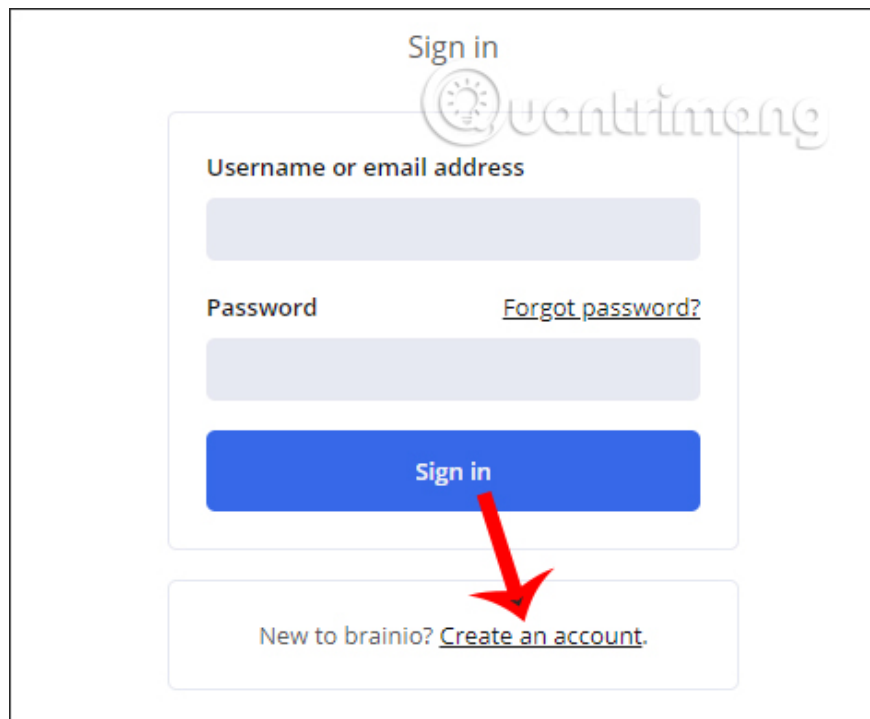 Sign in
Quantrimang
Username or email address
Password Forgot password?
Sign in
New to brainio? Create an account.